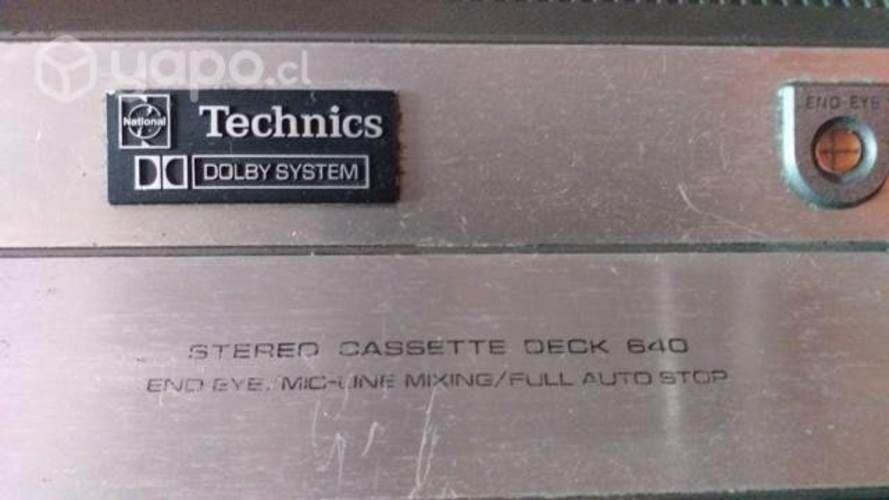 yapo.cl
National Technics
DOLBY SYSTEM
END-EYE
STEREO CASSETTE DECK 640
END EYE, MIC-LINE MIXING/FULL AUTO STOP